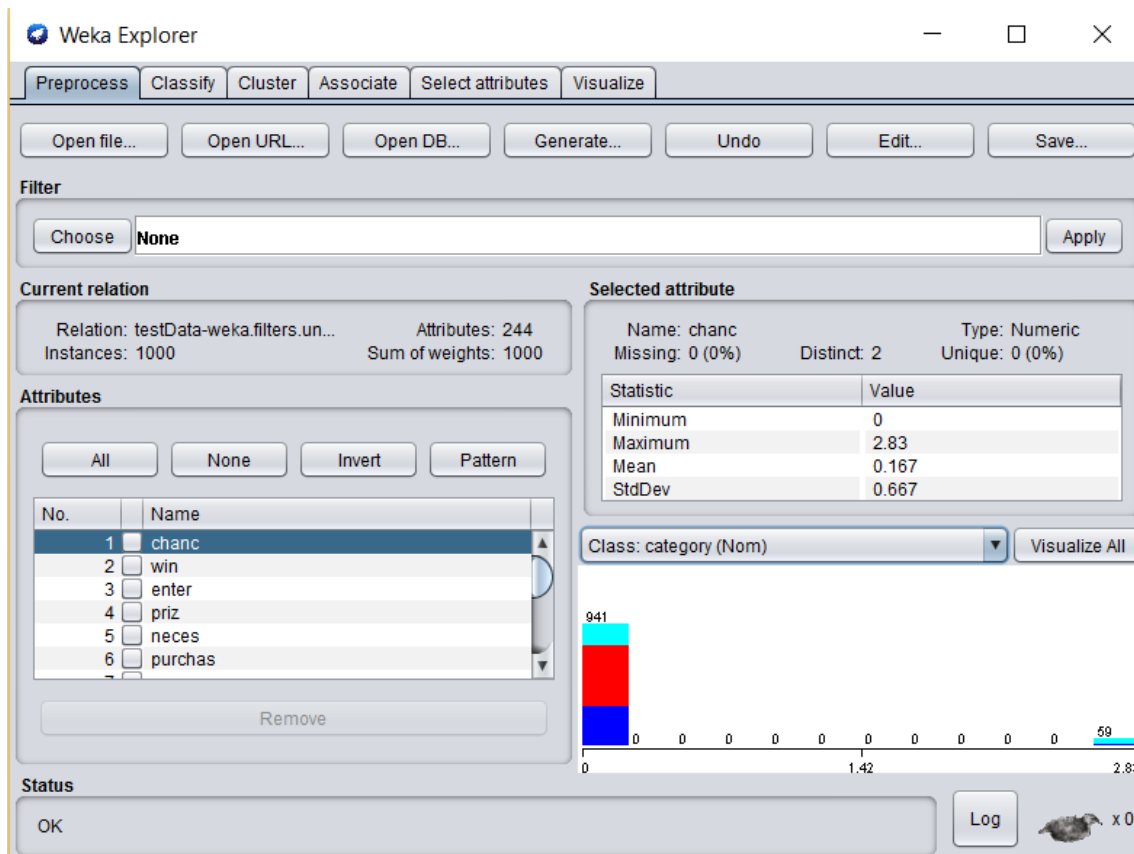 Weka Explorer
Preprocess Classify Cluster Associate Select attributes Visualize
Open file... Open URL... Open DB... Generate... Undo Edit... Save...
Filter
Choose None Apply
Current relation
Relation: testData-weka.filters.un... Attributes: 244
Instances: 1000 Sum of weights: 1000
Attributes
All None Invert Pattern
No. Name
1 chanc
2 win
3 enter
4 priz
5 neces
6 purchas
Remove
Selected attribute
Name: chanc Type: Numeric
Missing: 0 (0%) Distinct: 2 Unique: 0 (0%)
Statistic Value
Minimum 0
Maximum 2.83
Mean 0.167
StdDev 0.667
Class: category (Nom) Visualize All
941
0 0 0 0 0 0 0 0 0 0 59
0 1.42 2.8
Status
OK
Log x 0